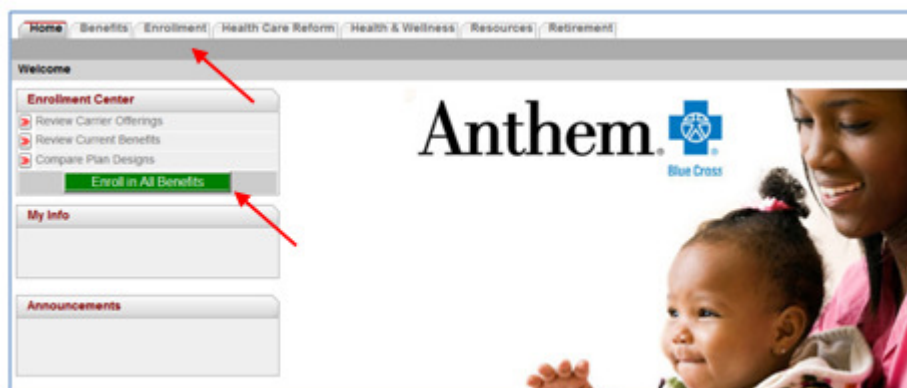 Home Benefits Enrollment Health Care Reform Health & Wellness Resources Retirement
Welcome
Enrollment Center
Review Carrier Offerings
Review Current Benefits
Compare Plan Designs
Enroll in All Benefits
My Info
Announcements
Anthem
Blue Cross